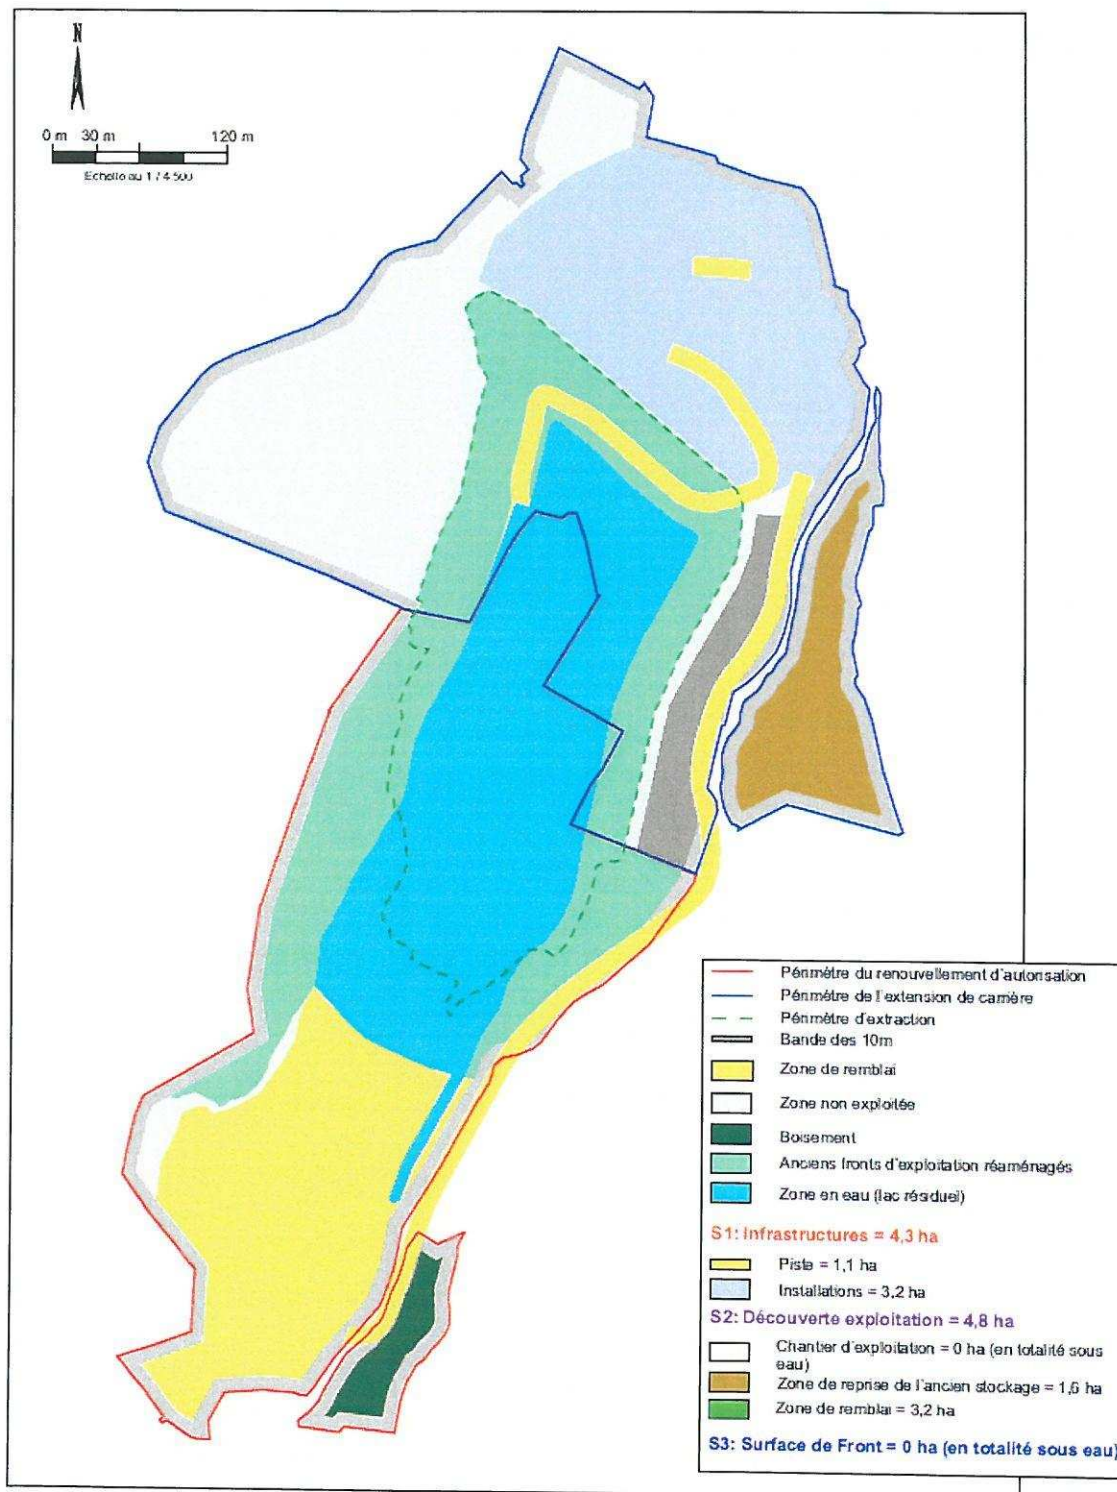 N
0 m 30 m 120 m
Echelle au 1 / 4 500
Périmètre du renouvellement d'autorisation
Périmètre de l'extension de carrière
Périmètre d'extraction
Bande des 10m
Zone de remblai
Zone non exploitée
Boisement
Anciens fronts d'exploitation réaménagés
Zone en eau (lac résiduel)
S1: Infrastructures = 4,3 ha
Piste = 1,1 ha
Installations = 3,2 ha
S2: Découverte exploitation = 4,8 ha
Chantier d'exploitation = 0 ha (en totalité sous
eau)
Zone de reprise de l'ancien stockage = 1,6 ha
Zone de remblai = 3,2 ha
S3: Surface de Front = 0 ha (en totalité sous eau)